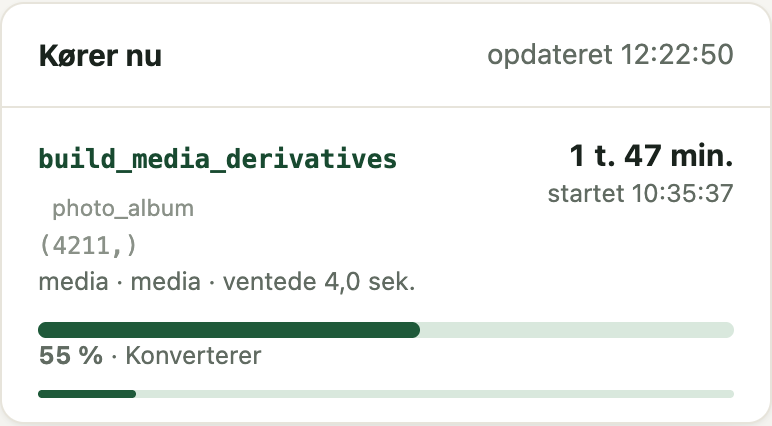 Kører nu
opdateret 12:22:50
build_media_derivatives
1 t. 47 min.
startet 10:35:37
photo_album
(4211,)
media · media · ventede 4,0 sek.
55 % · Konverterer